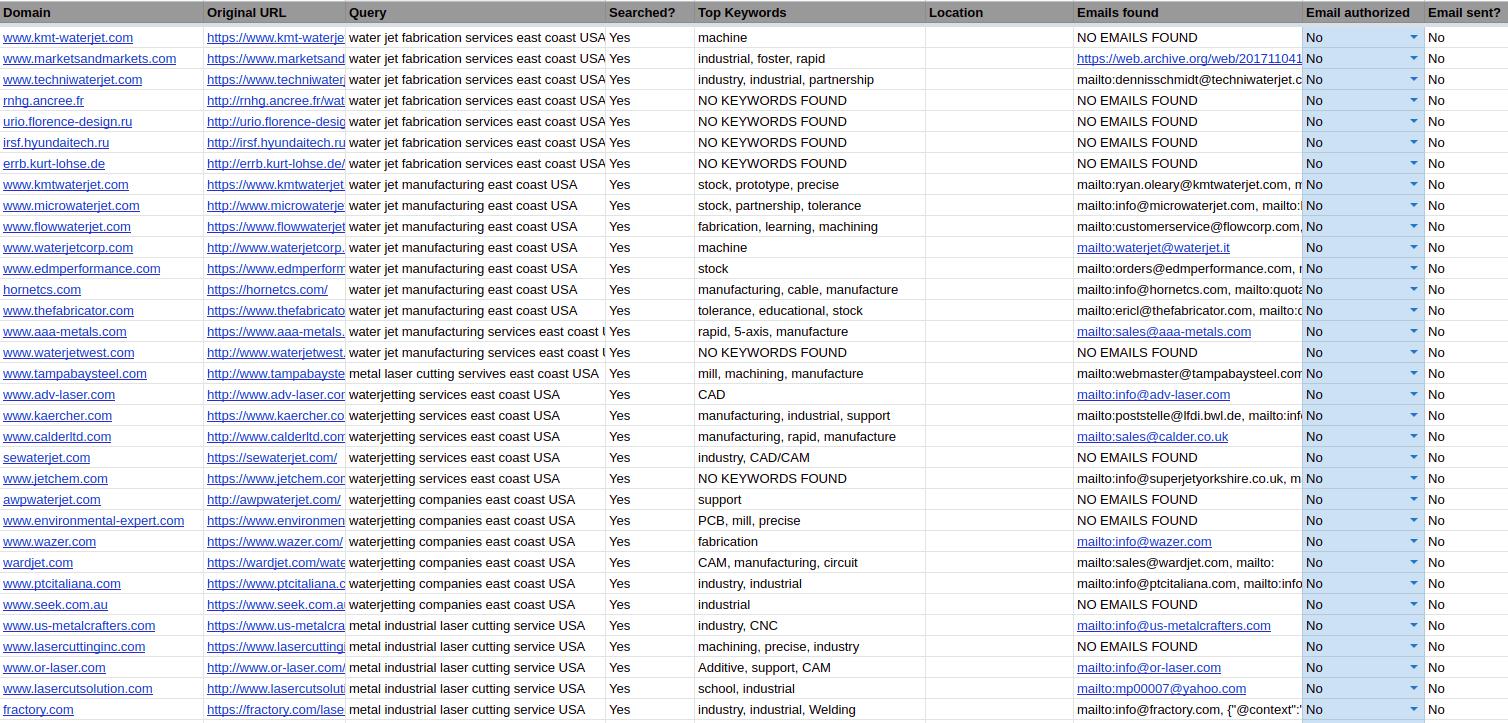 Domain Original URL Query Searched? Top Keywords Location Emails found Email authorized Email sent?
www.kmt-waterjet.com https://www.kmt-waterje water jet fabrication services east coast USA Yes machine NO EMAILS FOUND No No
www.marketsandmarkets.com https://www.marketsand water jet fabrication services east coast USA Yes industrial, foster, rapid https://web.archive.org/web/201711041 No No
www.techniwaterjet.com https://www.techniwaterj water jet fabrication services east coast USA Yes industry, industrial, partnership mailto:dennisschmidt@techniwaterjet.c No No
rnhg.ancree.fr http://rnhg.ancree.fr/wat water jet fabrication services east coast USA Yes NO KEYWORDS FOUND NO EMAILS FOUND No No
urio.florence-design.ru http://urio.florence-desig water jet fabrication services east coast USA Yes NO KEYWORDS FOUND NO EMAILS FOUND No No
irsf.hyundaitech.ru http://irsf.hyundaitech.ru water jet fabrication services east coast USA Yes NO KEYWORDS FOUND NO EMAILS FOUND No No
errb.kurt-lohse.de http://errb.kurt-lohse.de/ water jet fabrication services east coast USA Yes NO KEYWORDS FOUND NO EMAILS FOUND No No
www.kmtwaterjet.com https://www.kmtwaterjet. water jet manufacturing east coast USA Yes stock, prototype, precise mailto:ryan.oleary@kmtwaterjet.com, m No No
www.microwaterjet.com http://www.microwaterje water jet manufacturing east coast USA Yes stock, partnership, tolerance mailto:info@microwaterjet.com, mailto: No No
www.flowwaterjet.com https://www.flowwaterjet water jet manufacturing east coast USA Yes fabrication, learning, machining mailto:customerservice@flowcorp.com, No No
www.waterjetcorp.com http://www.waterjetcorp. water jet manufacturing east coast USA Yes machine mailto:waterjet@waterjet.it No No
www.edmperformance.com https://www.edmperform water jet manufacturing east coast USA Yes stock mailto:orders@edmperformance.com, No No
hornetcs.com https://hornetcs.com/ water jet manufacturing east coast USA Yes manufacturing, cable, manufacture mailto:info@hornetcs.com, mailto:quota No No
www.thefabricator.com https://www.thefabricato water jet manufacturing east coast USA Yes tolerance, educational, stock mailto:ericl@thefabricator.com, mailto:c No No
www.aaa-metals.com https://www.aaa-metals. water jet manufacturing services east coast Yes rapid, 5-axis, manufacture mailto:sales@aaa-metals.com No No
www.waterjetwest.com http://www.waterjetwest. water jet manufacturing services east coast Yes NO KEYWORDS FOUND NO EMAILS FOUND No No
www.tampabaysteel.com http://www.tampabayste metal laser cutting servives east coast USA Yes mill, machining, manufacture mailto:webmaster@tampabaysteel.com No No
www.adv-laser.com http://www.adv-laser.cor waterjetting services east coast USA Yes CAD mailto:info@adv-laser.com No No
www.kaercher.com https://www.kaercher.co waterjetting services east coast USA Yes manufacturing, industrial, support mailto:poststelle@lfdi.bwl.de, mailto:info No No
www.calderltd.com http://www.calderltd.com waterjetting services east coast USA Yes manufacturing, rapid, manufacture mailto:sales@calder.co.uk No No
sewaterjet.com https://sewaterjet.com/ waterjetting services east coast USA Yes industry, CAD/CAM NO EMAILS FOUND No No
www.jetchem.com https://www.jetchem.con waterjetting services east coast USA Yes NO KEYWORDS FOUND mailto:info@superjetyorkshire.co.uk, m No No
awpwaterjet.com http://awpwaterjet.com/ waterjetting companies east coast USA Yes support NO EMAILS FOUND No No
www.environmental-expert.com https://www.environmen waterjetting companies east coast USA Yes PCB, mill, precise NO EMAILS FOUND No No
www.wazer.com https://www.wazer.com/ waterjetting companies east coast USA Yes fabrication mailto:info@wazer.com No No
wardjet.com https://wardjet.com/wate waterjetting companies east coast USA Yes CAM, manufacturing, circuit mailto:sales@wardjet.com, mailto: No No
www.ptcitaliana.com https://www.ptcitaliana.c waterjetting companies east coast USA Yes industry, industrial mailto:info@ptcitaliana.com, mailto:info No No
www.seek.com.au https://www.seek.com.a waterjetting companies east coast USA Yes industrial NO EMAILS FOUND No No
www.us-metalcrafters.com https://www.us-metalcra metal industrial laser cutting service USA Yes industry, CNC mailto:info@us-metalcrafters.com No No
www.lasercuttinginc.com https://www.lasercuttingi metal industrial laser cutting service USA Yes machining, precise, industry NO EMAILS FOUND No No
www.or-laser.com http://www.or-laser.com/ metal industrial laser cutting service USA Yes Additive, support, CAM mailto:info@or-laser.com No No
www.lasercutsolution.com http://www.lasercutsoluti metal industrial laser cutting service USA Yes school, industrial mailto:mp00007@yahoo.com No No
fractory.com https://fractory.com/lase metal industrial laser cutting service USA Yes industry, industrial, Welding mailto:info@fractory.com, {"@context":" No No